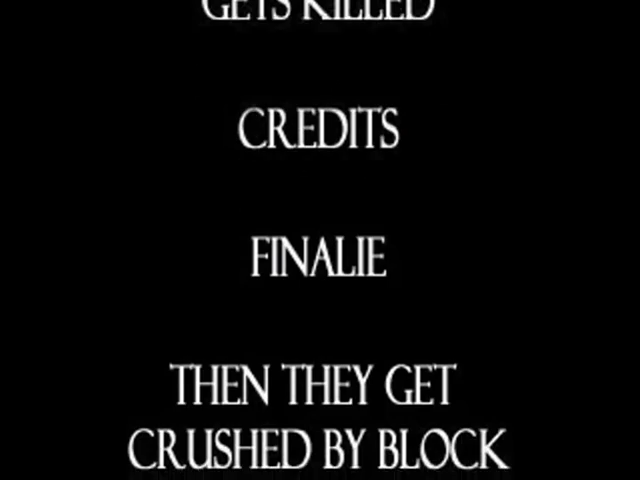 GETS KILLED
CREDITS
FINALIE
THEN THEY GET
CRUSHED BY BLOCK